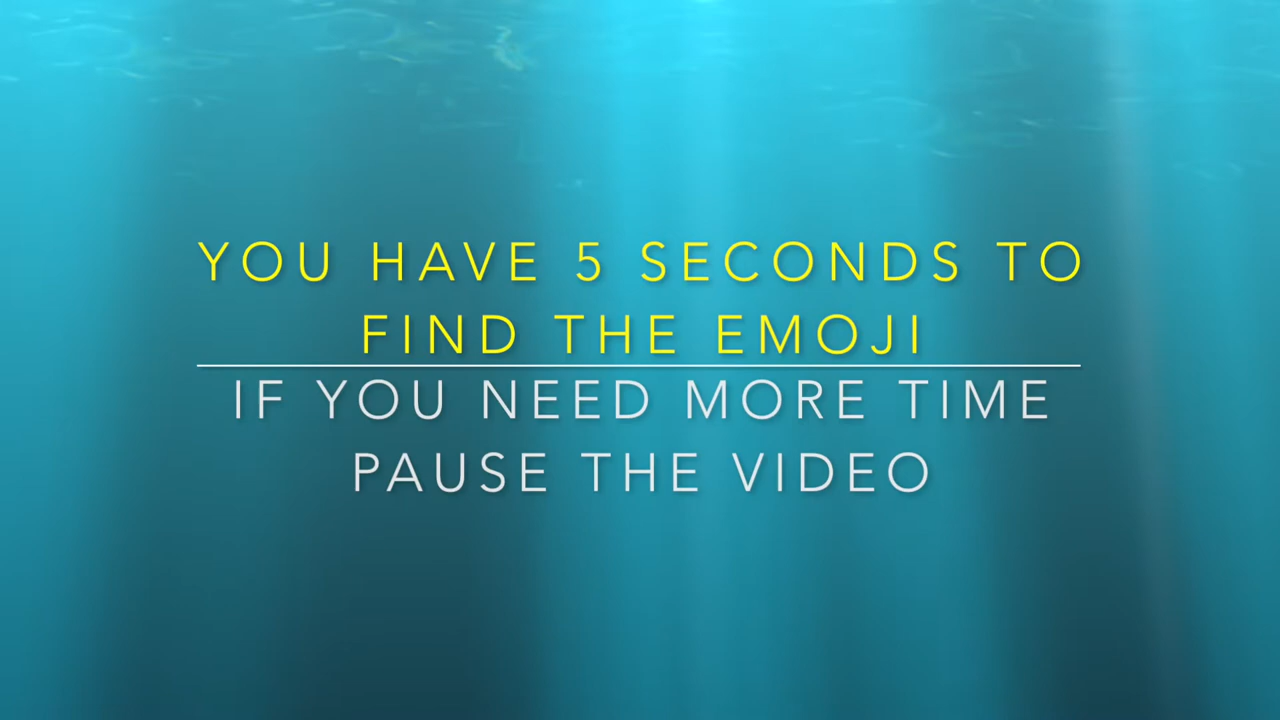 YOU HAVE 5 SECONDS TO
FIND THE EMOJI
IF YOU NEED MORE TIME
PAUSE THE VIDEO